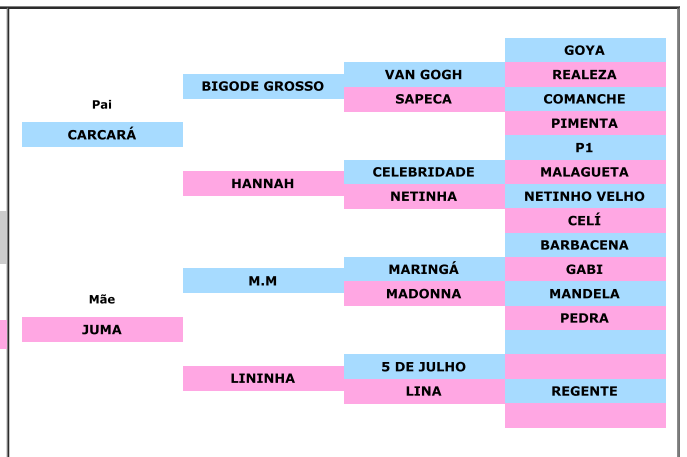 GOYA
BIGODE GROSSO
VAN GOGH
REALEZA
Pai
SAPECA
COMANCHE
CARCARÁ
PIMENTA
P1
HANNAH
CELEBRIDADE
MALAGUETA
NETINHA
NETINHO VELHO
CELÍ
BARBACENA
M.M
MARINGÁ
GABI
Mãe
MADONNA
MANDELA
JUMA
PEDRA
LININHA
5 DE JULHO
LINA
REGENTE